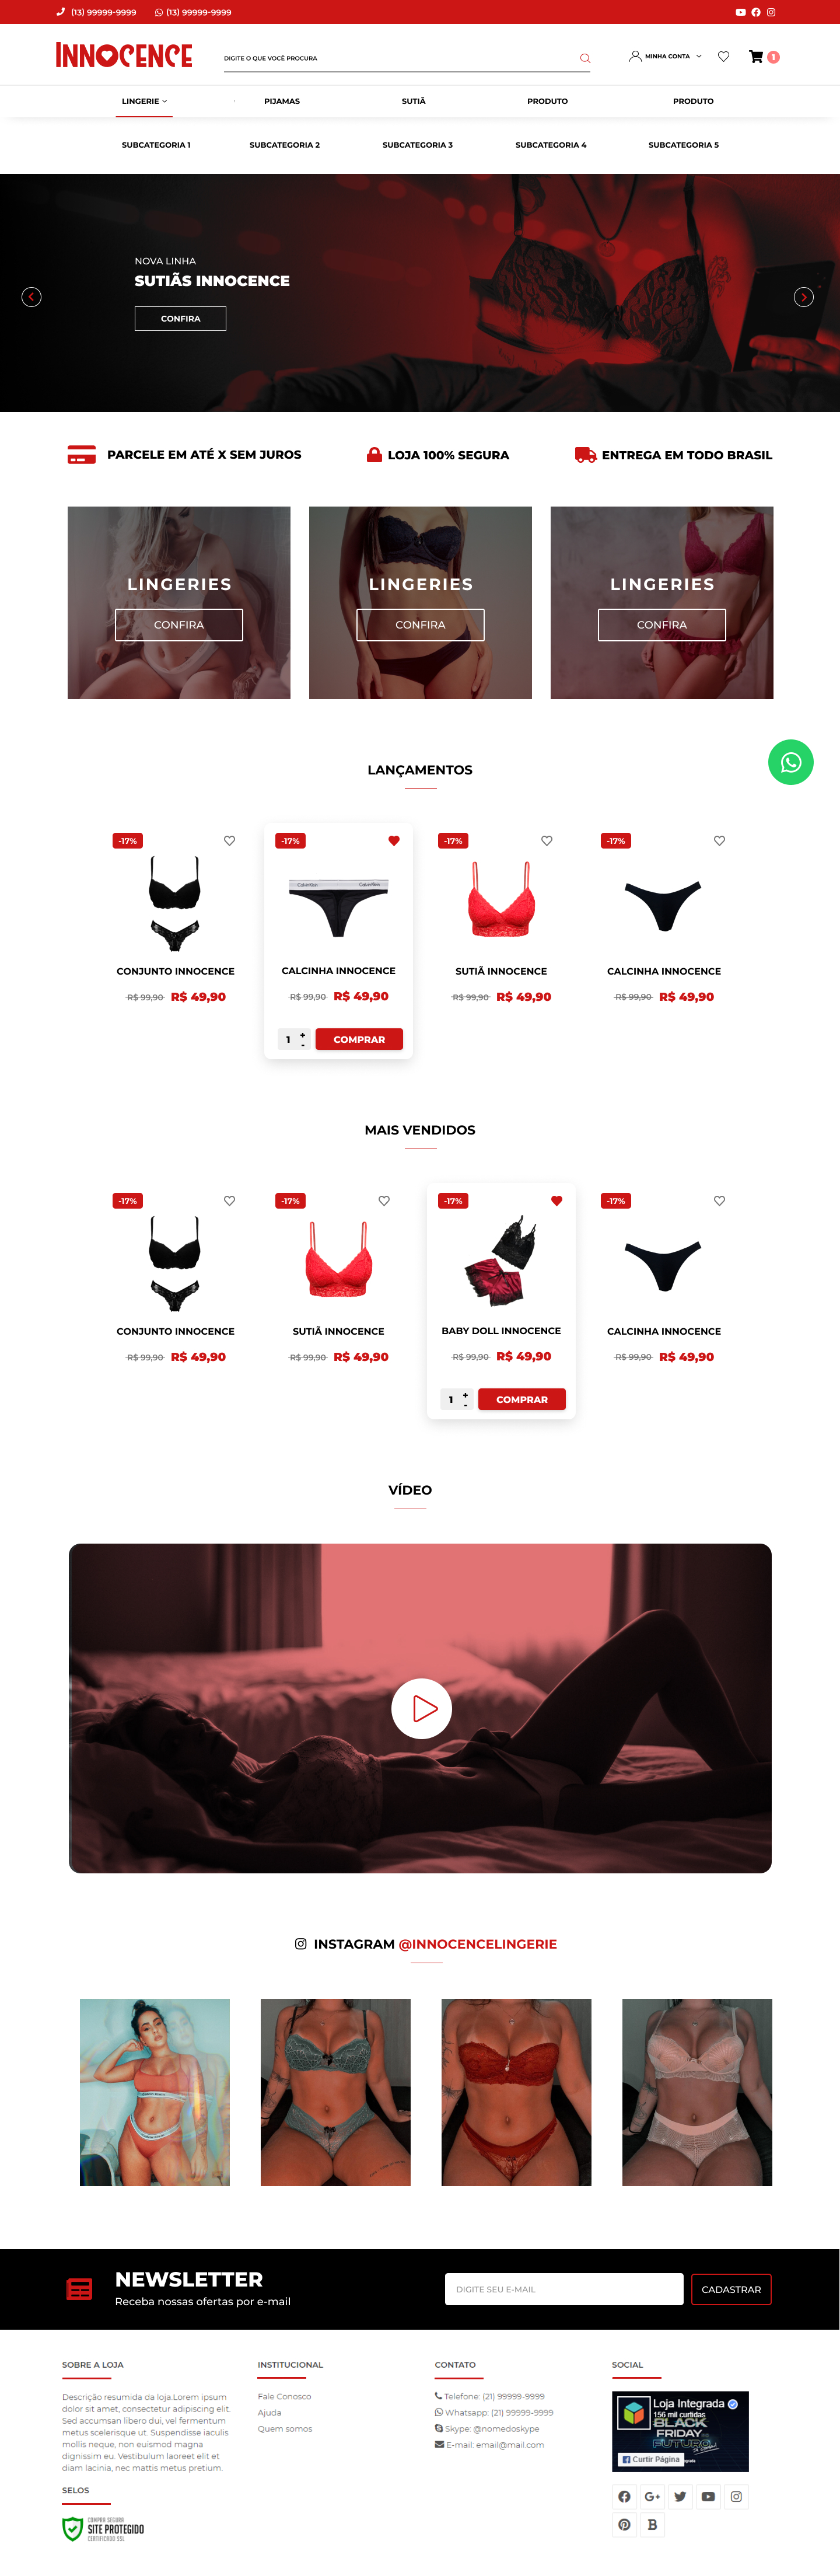 (13) 99999-9999 (13) 99999-9999
INNOCENCE
DIGITE O QUE VOCÊ PROCURA
MINHA CONTA
1
LINGERIE PIJAMAS SUTIÃ PRODUTO PRODUTO
SUBCATEGORIA 1 SUBCATEGORIA 2 SUBCATEGORIA 3 SUBCATEGORIA 4 SUBCATEGORIA 5
NOVA LINHA
SUTIÃS INNOCENCE
CONFIRA
PARCELE EM ATÉ X SEM JUROS LOJA 100% SEGURA ENTREGA EM TODO BRASIL
LINGERIES LINGERIES LINGERIES
CONFIRA CONFIRA CONFIRA
LANÇAMENTOS
-17% -17% -17% -17%
Calvin Klein Calvin Klein
CONJUNTO INNOCENCE CALCINHA INNOCENCE SUTIÃ INNOCENCE CALCINHA INNOCENCE
R$ 99,90 R$ 49,90 R$ 99,90 R$ 49,90 R$ 99,90 R$ 49,90 R$ 99,90 R$ 49,90
1 + - COMPRAR
MAIS VENDIDOS
-17% -17% -17% -17%
CONJUNTO INNOCENCE SUTIÃ INNOCENCE BABY DOLL INNOCENCE CALCINHA INNOCENCE
R$ 99,90 R$ 49,90 R$ 99,90 R$ 49,90 R$ 99,90 R$ 49,90 R$ 99,90 R$ 49,90
1 + - COMPRAR
VÍDEO
INSTAGRAM @INNOCENCELINGERIE
NEWSLETTER
Receba nossas ofertas por e-mail
DIGITE SEU E-MAIL
CADASTRAR
SOBRE A LOJA
Descrição resumida da loja.Lorem ipsum
dolor sit amet, consectetur adipiscing elit.
Sed accumsan libero dui, vel fermentum
metus scelerisque ut. Suspendisse iaculis
mollis neque, non euismod magna
dignissim eu. Vestibulum laoreet elit et
diam lacinia, nec mattis metus pretium.
SELOS
COMPRA SEGURA
SITE PROTEGIDO
CERTIFICADO SSL
INSTITUCIONAL
Fale Conosco
Ajuda
Quem somos
CONTATO
Telefone: (21) 99999-9999
Whatsapp: (21) 99999-9999
Skype: @nomedoskype
E-mail: email@mail.com
SOCIAL
Loja Integrada
156 mil curtidas
BLACK
FRIDAY
FUTURO
Curtir Página